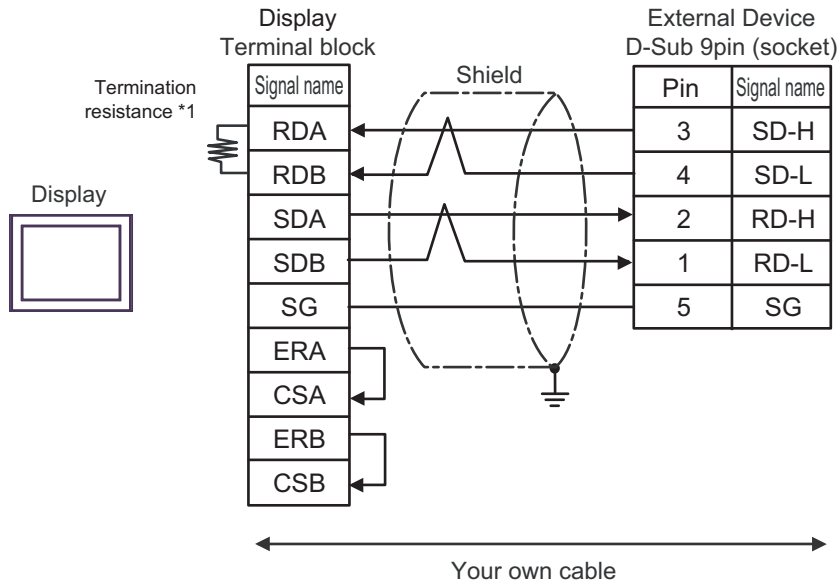 Display
Terminal block
External Device
D-Sub 9pin (socket)
Termination
resistance *1
Shield
Display
Signal name
RDA
RDB
SDA
SDB
SG
ERA
CSA
ERB
CSB
Pin Signal name
3 SD-H
4 SD-L
2 RD-H
1 RD-L
5 SG
Your own cable